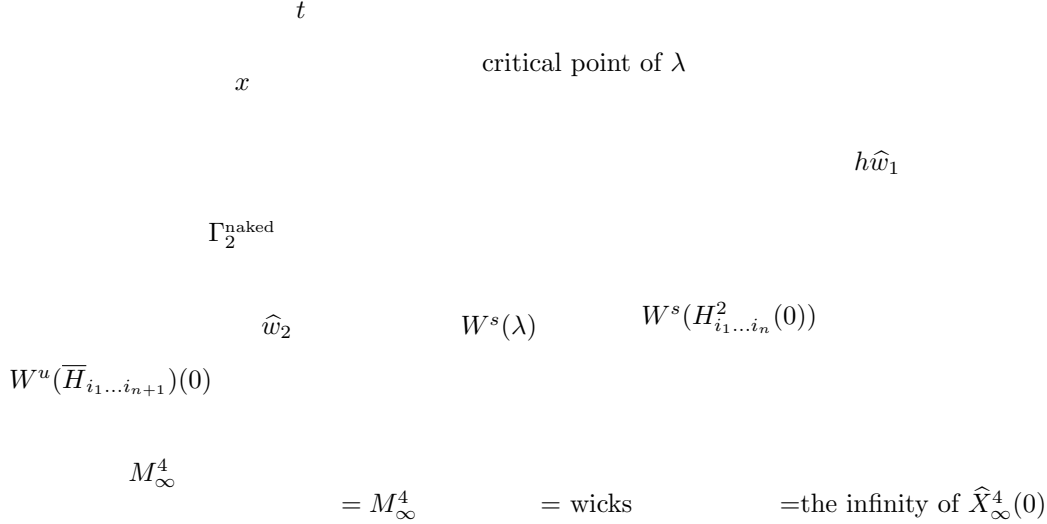 t
critical point of λ
x
hŵ₁
Γ₂^naked
ŵ₂
W^s(λ)
W^s(H²_{i₁…iₙ}(0))
W^u(H̅_{i₁…iₙ₊₁})(0)
M⁴_∞
= M⁴_∞
= wicks
=the infinity of X̂⁴_∞(0)